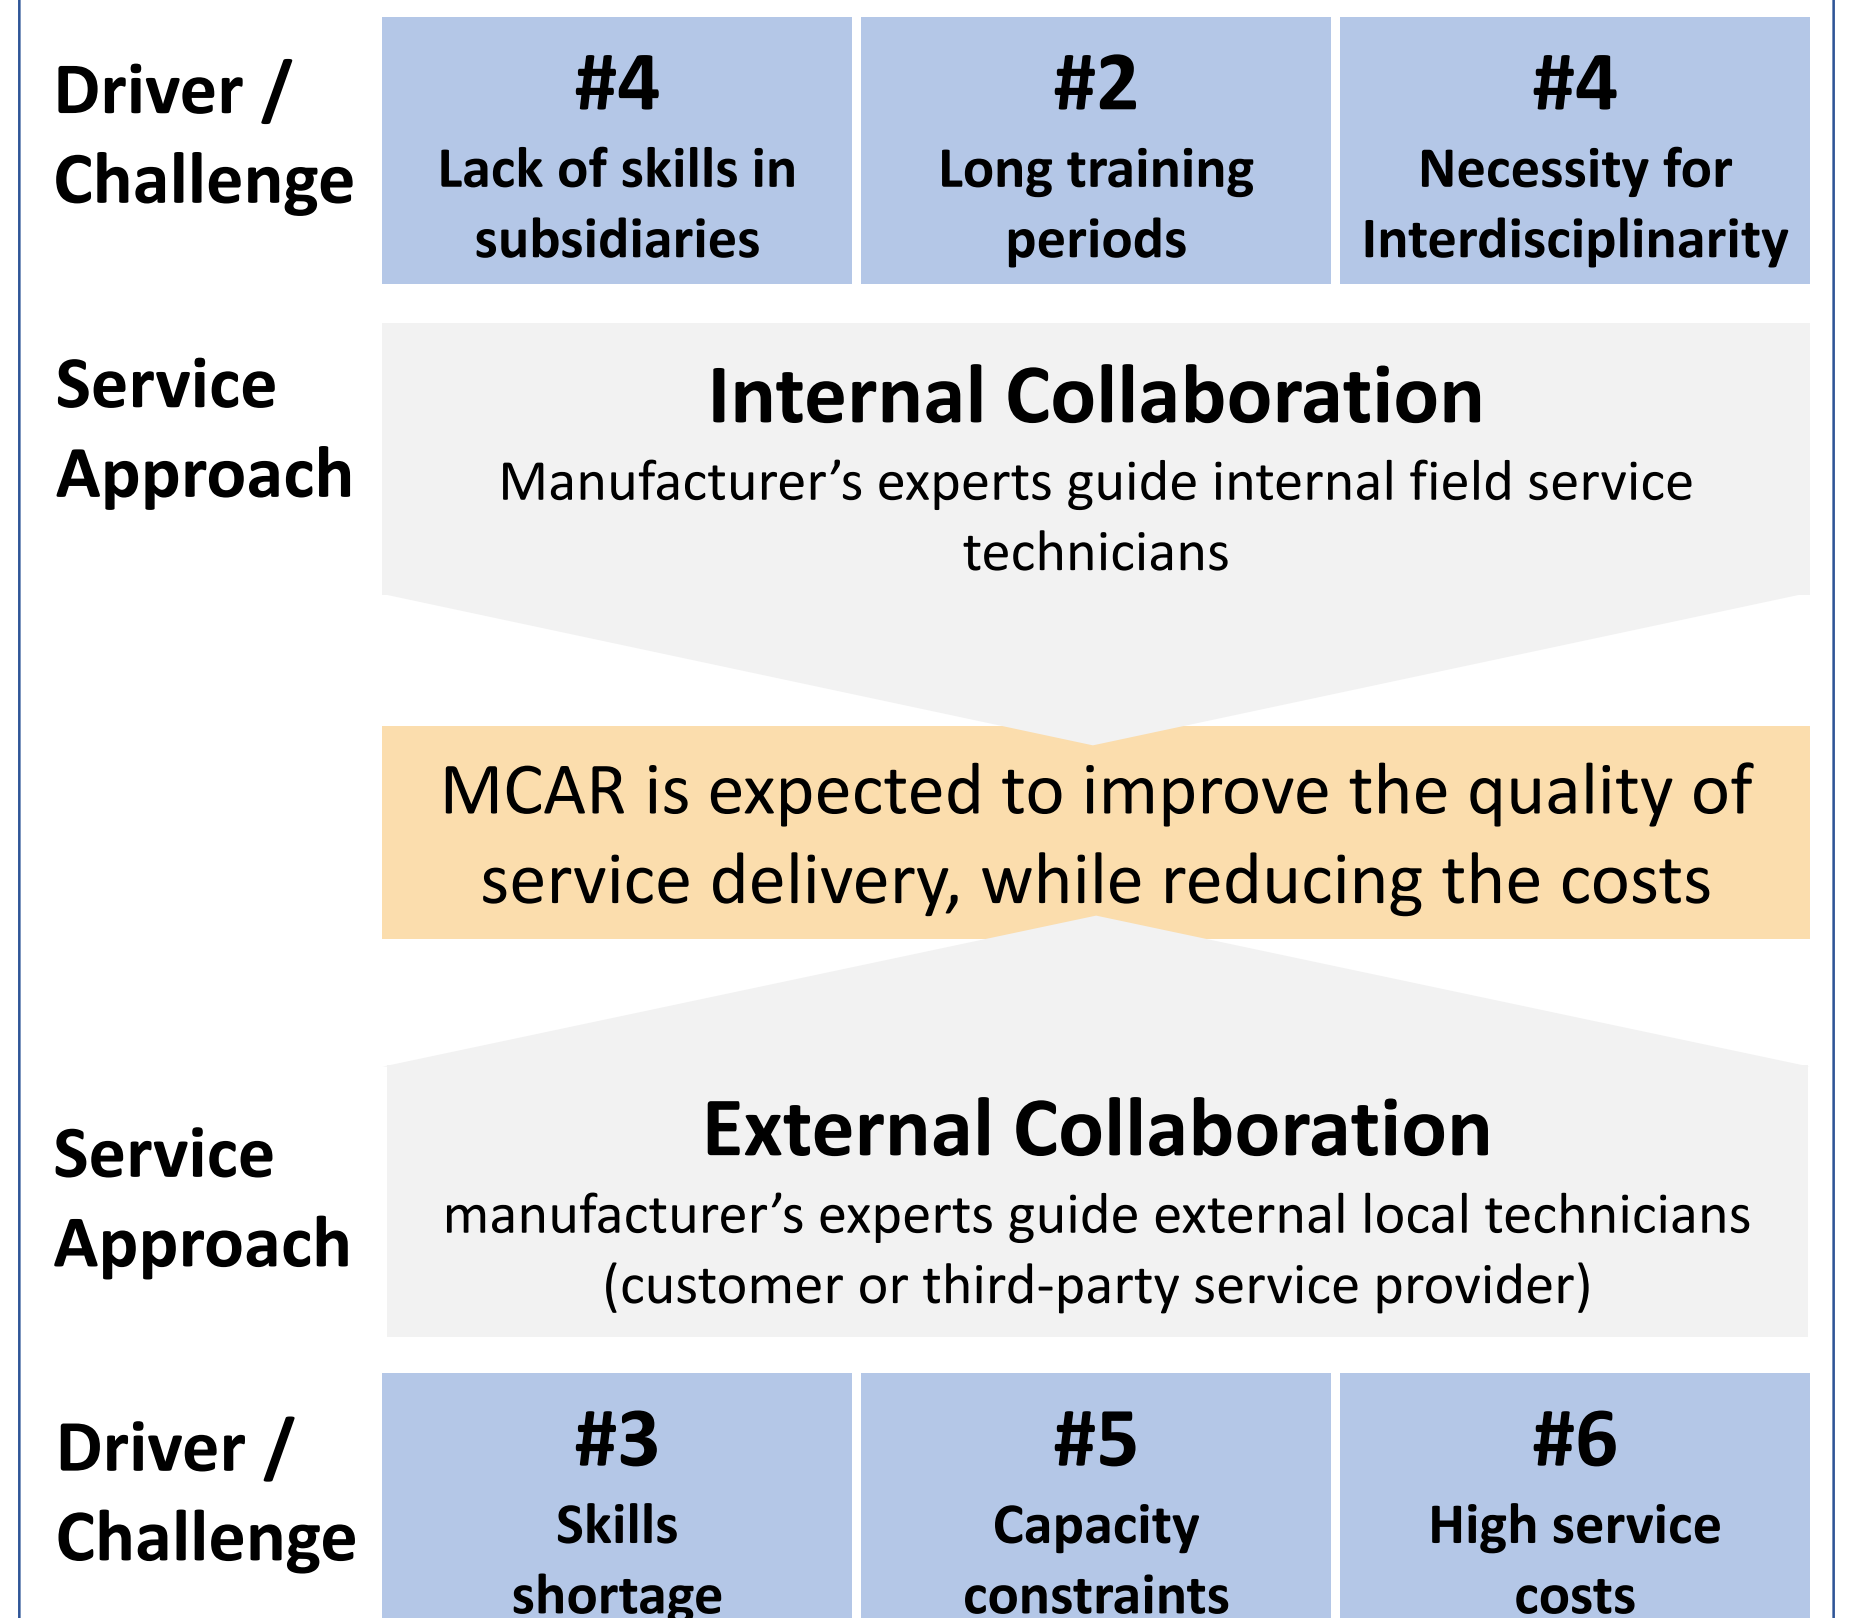 Driver /
Challenge
#4
Lack of skills in
subsidiaries
#2
Long training
periods
#4
Necessity for
Interdisciplinarity
Service
Approach
Internal Collaboration
Manufacturer’s experts guide internal field service
technicians
MCAR is expected to improve the quality of
service delivery, while reducing the costs
Service
Approach
External Collaboration
manufacturer’s experts guide external local technicians
(customer or third-party service provider)
Driver /
Challenge
#3
Skills
shortage
#5
Capacity
constraints
#6
High service
costs